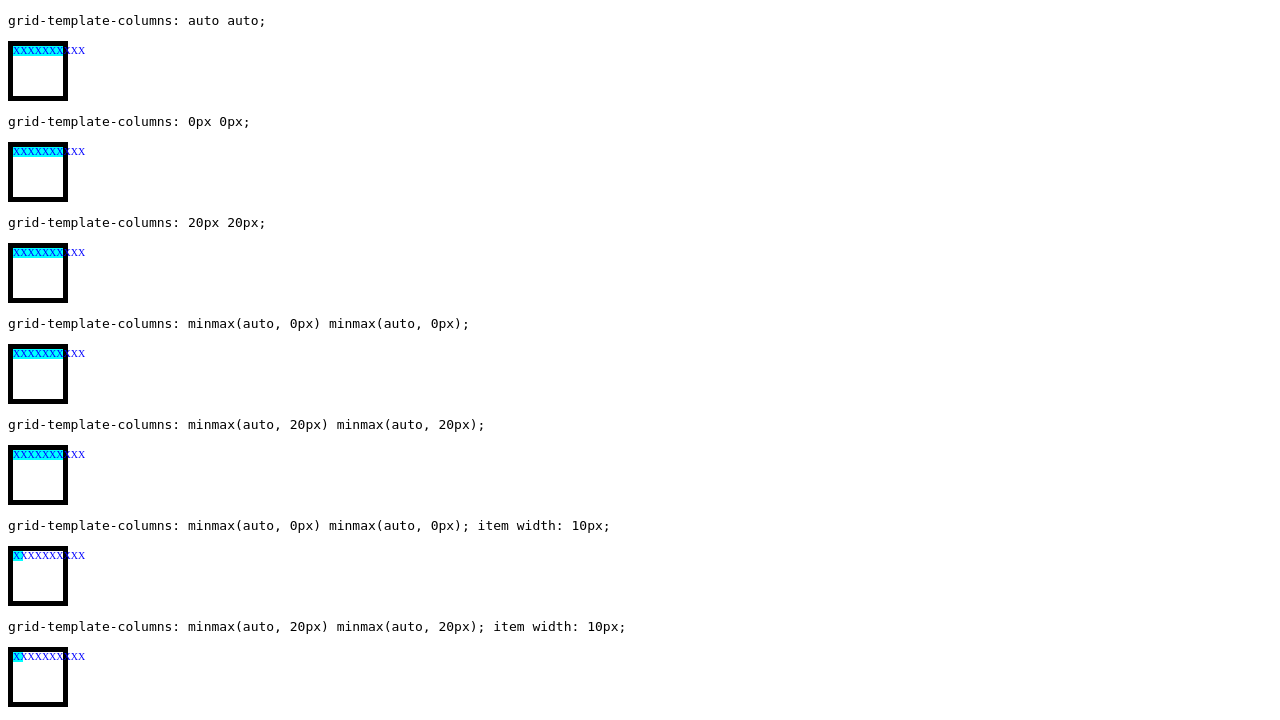 grid-template-columns: auto auto;
XXXXXXXXXX
grid-template-columns: 0px 0px;
XXXXXXXXXX
grid-template-columns: 20px 20px;
XXXXXXXXXX
grid-template-columns: minmax(auto, 0px) minmax(auto, 0px);
XXXXXXXXXX
grid-template-columns: minmax(auto, 20px) minmax(auto, 20px);
XXXXXXXXXX
grid-template-columns: minmax(auto, 0px) minmax(auto, 0px); item width: 10px;
XXXXXXXXXX
grid-template-columns: minmax(auto, 20px) minmax(auto, 20px); item width: 10px;
XXXXXXXXXX